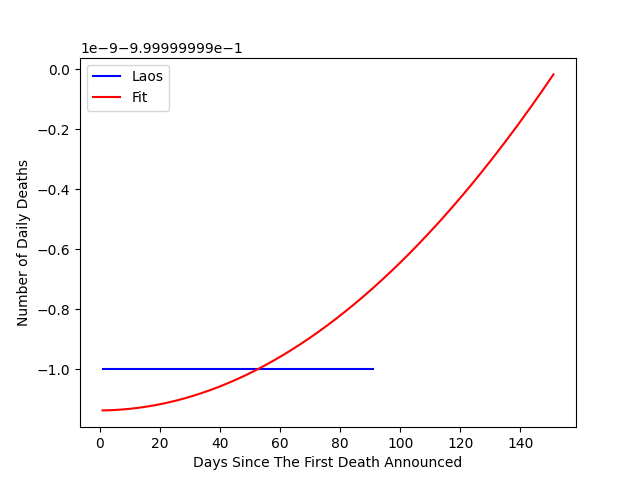 1e−9−9.99999999e−1
Laos
Fit
Number of Daily Deaths
0.0
−0.2
−0.4
−0.6
−0.8
−1.0
0 20 40 60 80 100 120 140
Days Since The First Death Announced